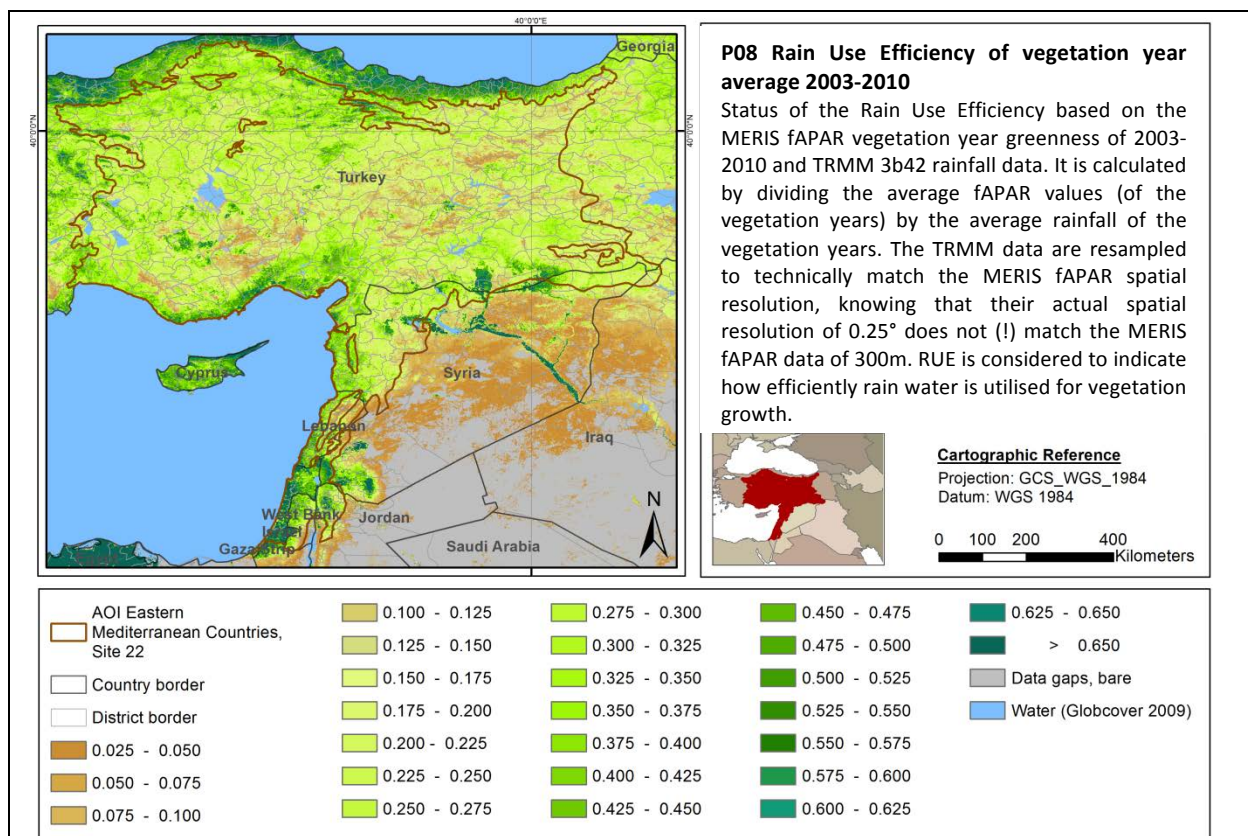 40°0'0"E
Georgia
40°0'0"N
40°0'0"N
Turkey
Cyprus
Syria
Lebanon
Iraq
West Bank
Israel
Jordan
Gaza Strip
Saudi Arabia
N
40°0'0"E
P08 Rain Use Efficiency of vegetation year
average 2003-2010
Status of the Rain Use Efficiency based on the
MERIS fAPAR vegetation year greenness of 2003-
2010 and TRMM 3b42 rainfall data. It is calculated
by dividing the average fAPAR values (of the
vegetation years) by the average rainfall of the
vegetation years. The TRMM data are resampled
to technically match the MERIS fAPAR spatial
resolution, knowing that their actual spatial
resolution of 0.25° does not (!) match the MERIS
fAPAR data of 300m. RUE is considered to indicate
how efficiently rain water is utilised for vegetation
growth.
Cartographic Reference
Projection: GCS_WGS_1984
Datum: WGS 1984
0 100 200 400
Kilometers
AOI Eastern
Mediterranean Countries,
Site 22
Country border
District border
0.025 - 0.050
0.050 - 0.075
0.075 - 0.100
0.100 - 0.125
0.125 - 0.150
0.150 - 0.175
0.175 - 0.200
0.200 - 0.225
0.225 - 0.250
0.250 - 0.275
0.275 - 0.300
0.300 - 0.325
0.325 - 0.350
0.350 - 0.375
0.375 - 0.400
0.400 - 0.425
0.425 - 0.450
0.450 - 0.475
0.475 - 0.500
0.500 - 0.525
0.525 - 0.550
0.550 - 0.575
0.575 - 0.600
0.600 - 0.625
0.625 - 0.650
> 0.650
Data gaps, bare
Water (Globcover 2009)